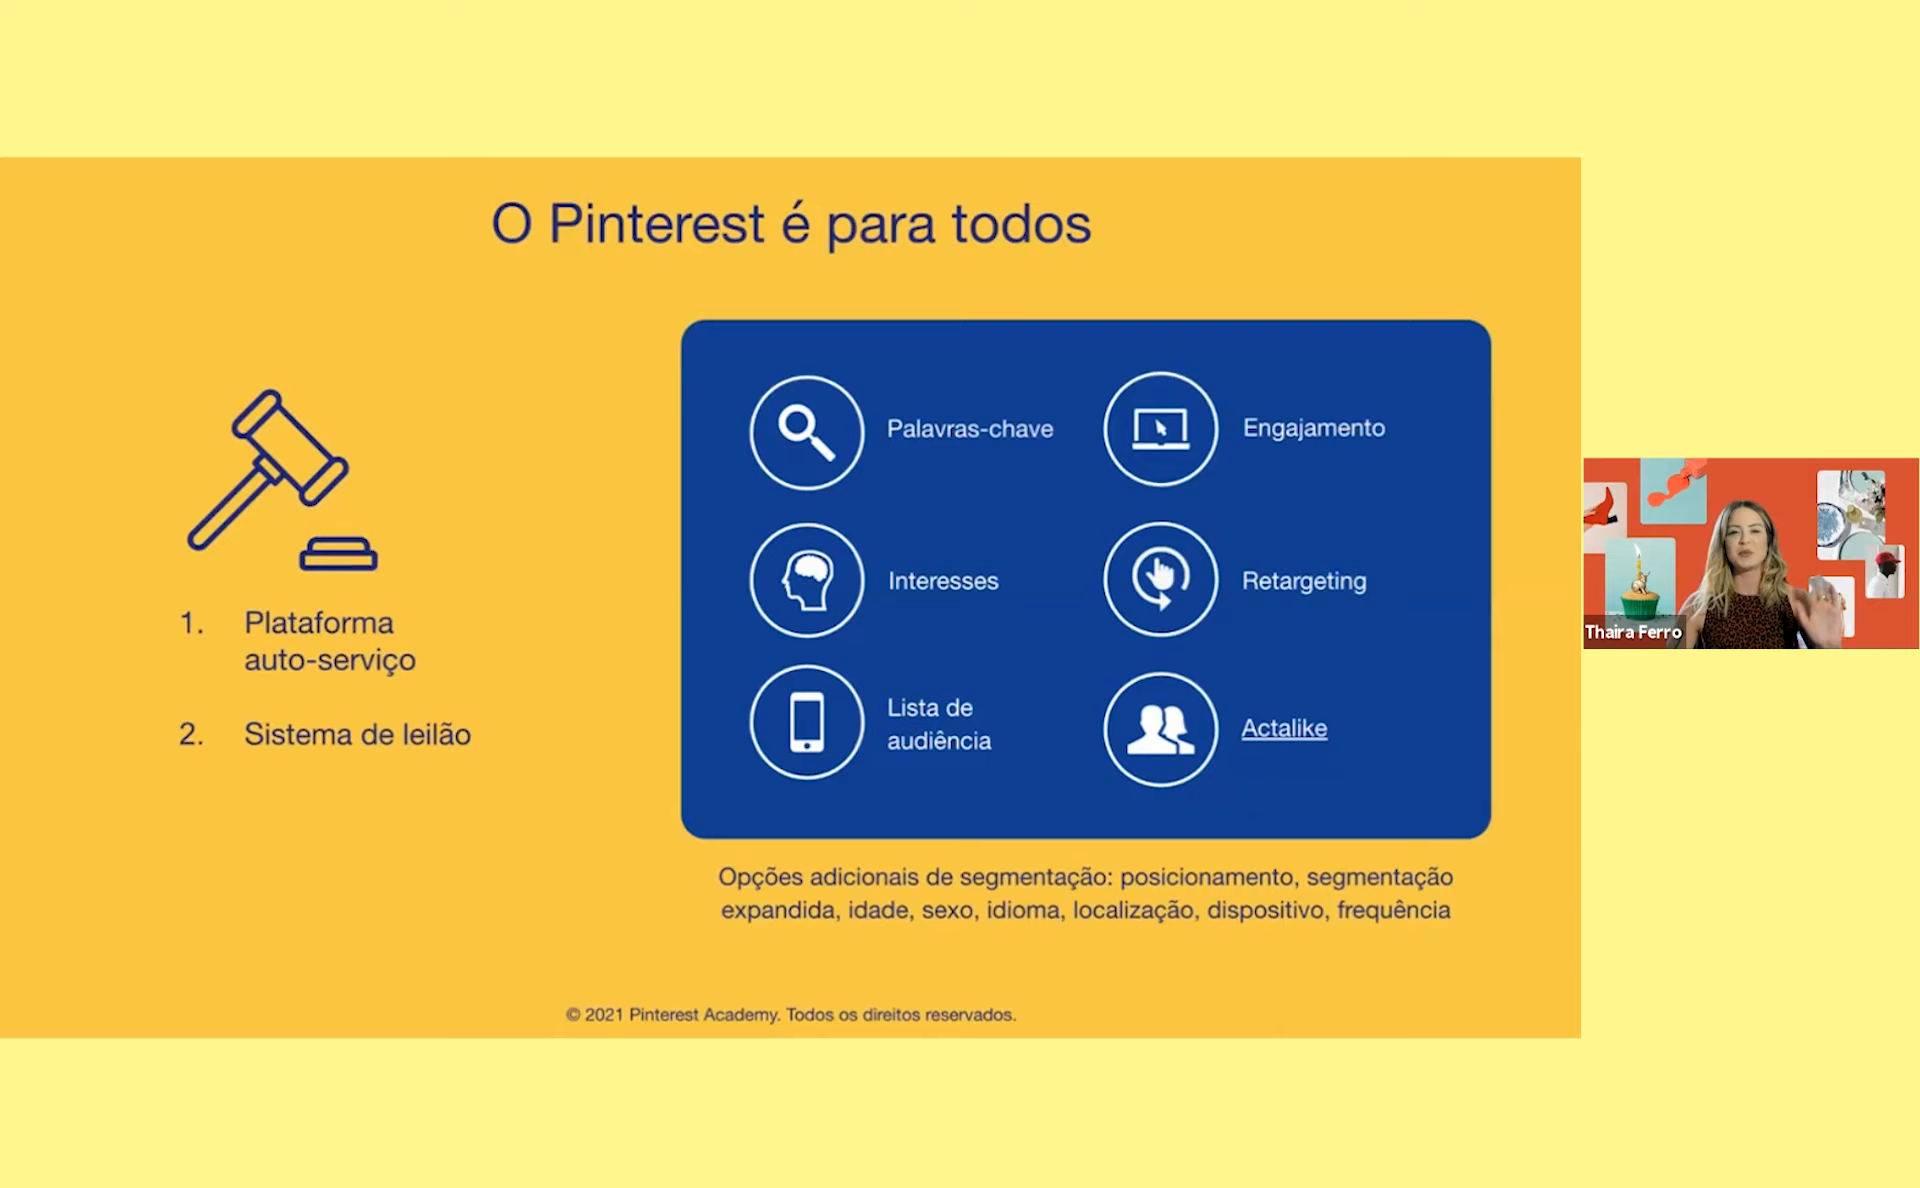 O Pinterest é para todos
1. Plataforma
auto-serviço
2. Sistema de leilão
Palavras-chave
Engajamento
Interesses
Retargeting
Lista de
audiência
Actalike
Opções adicionais de segmentação: posicionamento, segmentação
expandida, idade, sexo, idioma, localização, dispositivo, frequência
© 2021 Pinterest Academy. Todos os direitos reservados.
Thaira Ferro